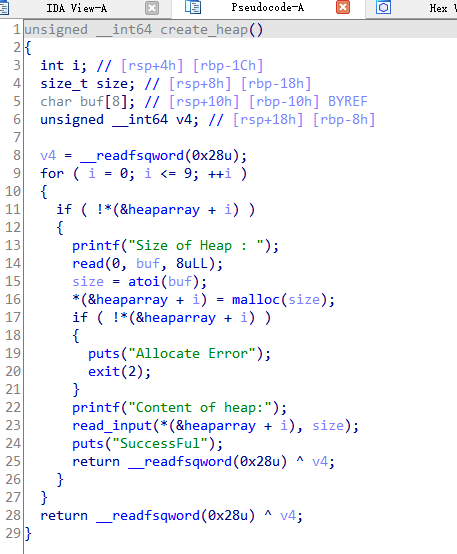 IDA View-A Pseudocode-A Hex V
1 unsigned __int64 create_heap()
2 {
3 int i; // [rsp+4h] [rbp-1Ch]
4 size_t size; // [rsp+8h] [rbp-18h]
5 char buf[8]; // [rsp+10h] [rbp-10h] BYREF
6 unsigned __int64 v4; // [rsp+18h] [rbp-8h]
7
8 v4 = __readfsqword(0x28u);
9 for ( i = 0; i <= 9; ++i )
10 {
11 if ( !*(&heaparray + i) )
12 {
13 printf("Size of Heap : ");
14 read(0, buf, 8uLL);
15 size = atoi(buf);
16 *(&heaparray + i) = malloc(size);
17 if ( !*(&heaparray + i) )
18 {
19 puts("Allocate Error");
20 exit(2);
21 }
22 printf("Content of heap:");
23 read_input(*(&heaparray + i), size);
24 puts("SuccessFul");
25 return __readfsqword(0x28u) ^ v4;
26 }
27 }
28 return __readfsqword(0x28u) ^ v4;
29 }